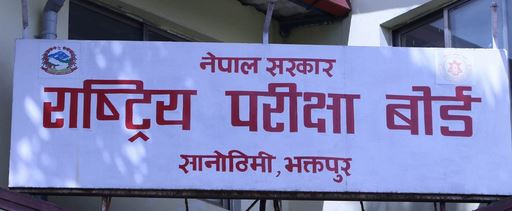 नेपाल सरकार
राष्ट्रिय परीक्षा बोर्ड
सानोठिमी, भक्तपुर